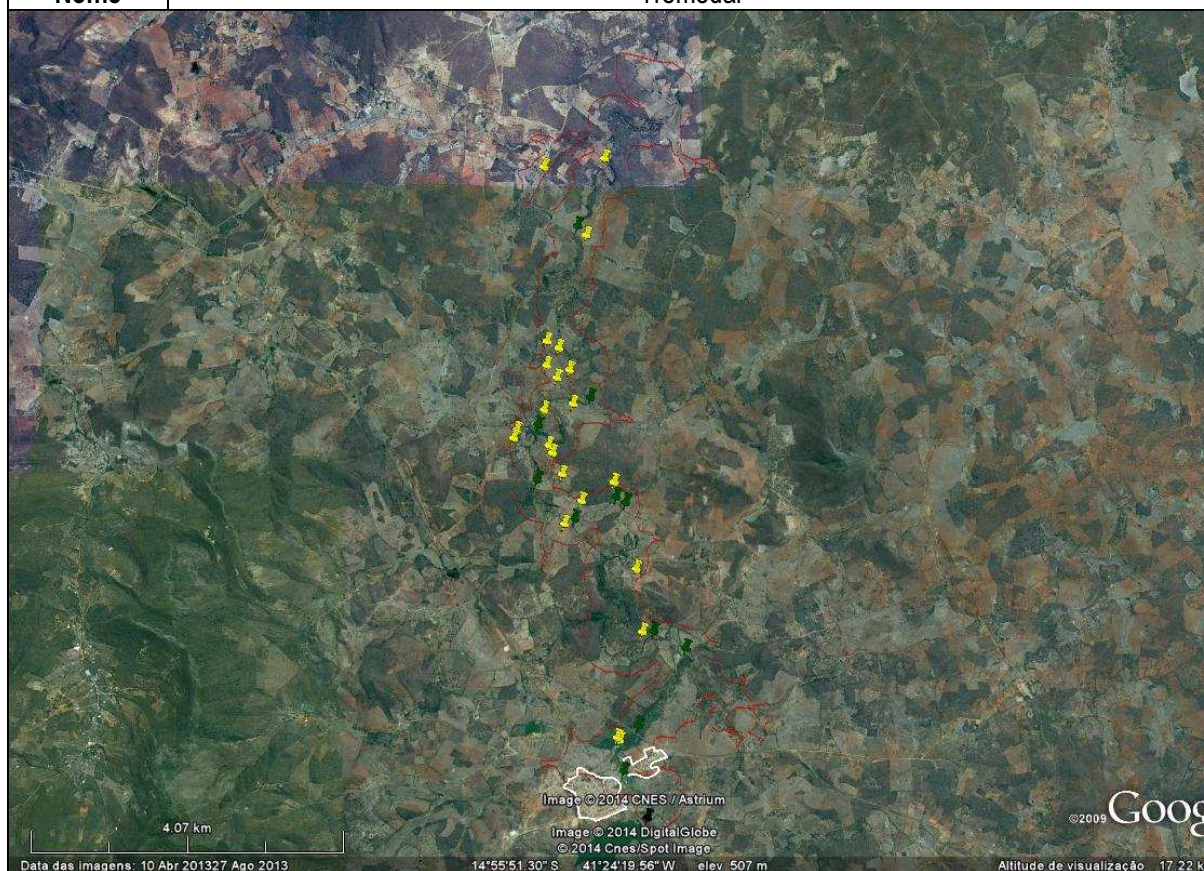 Nome Tremedal
Image © 2014 CNES / Astrium
©2009 Goog
4.07 km
Image © 2014 DigitalGlobe
© 2014 Cnes/Spot Image
Data das imagens: 10 Abr 201327 Ago 2013 14°55'51.30" S 41°24'19.56" W elev 507 m Altitude de visualização 17.22 k